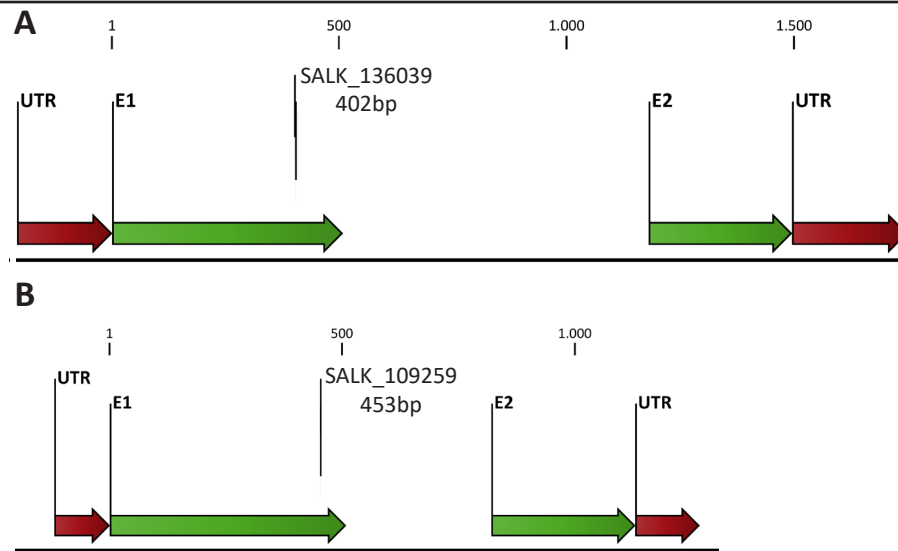 A
1 500 1.000 1.500
SALK_136039
402bp
UTR E1 E2 UTR
B
1 500 1.000
SALK_109259
453bp
UTR
E1 E2 UTR